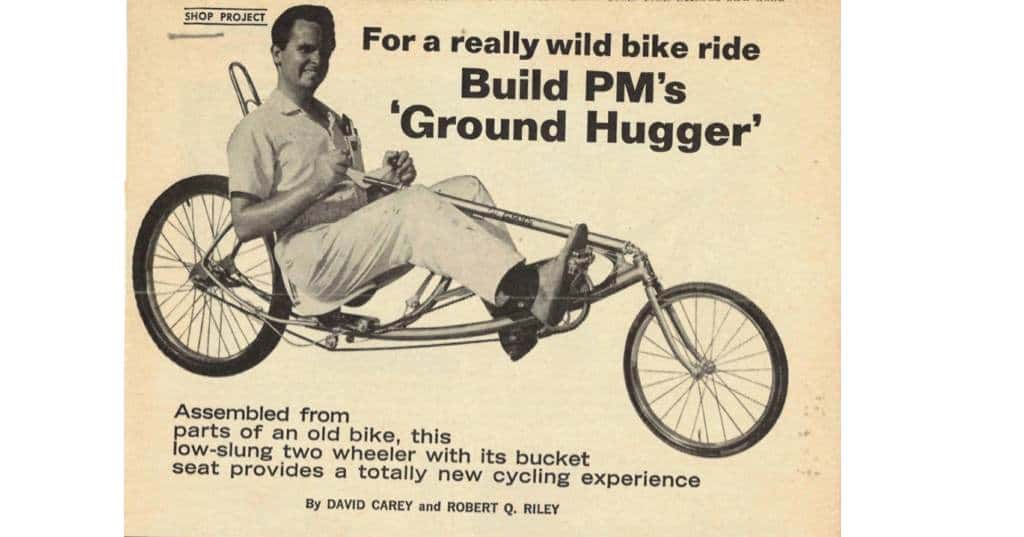 SHOP PROJECT
For a really wild bike ride
Build PM's
'Ground Hugger'
Assembled from
parts of an old bike, this
low-slung two wheeler with its bucket
seat provides a totally new cycling experience
By DAVID CAREY and ROBERT Q. RILEY